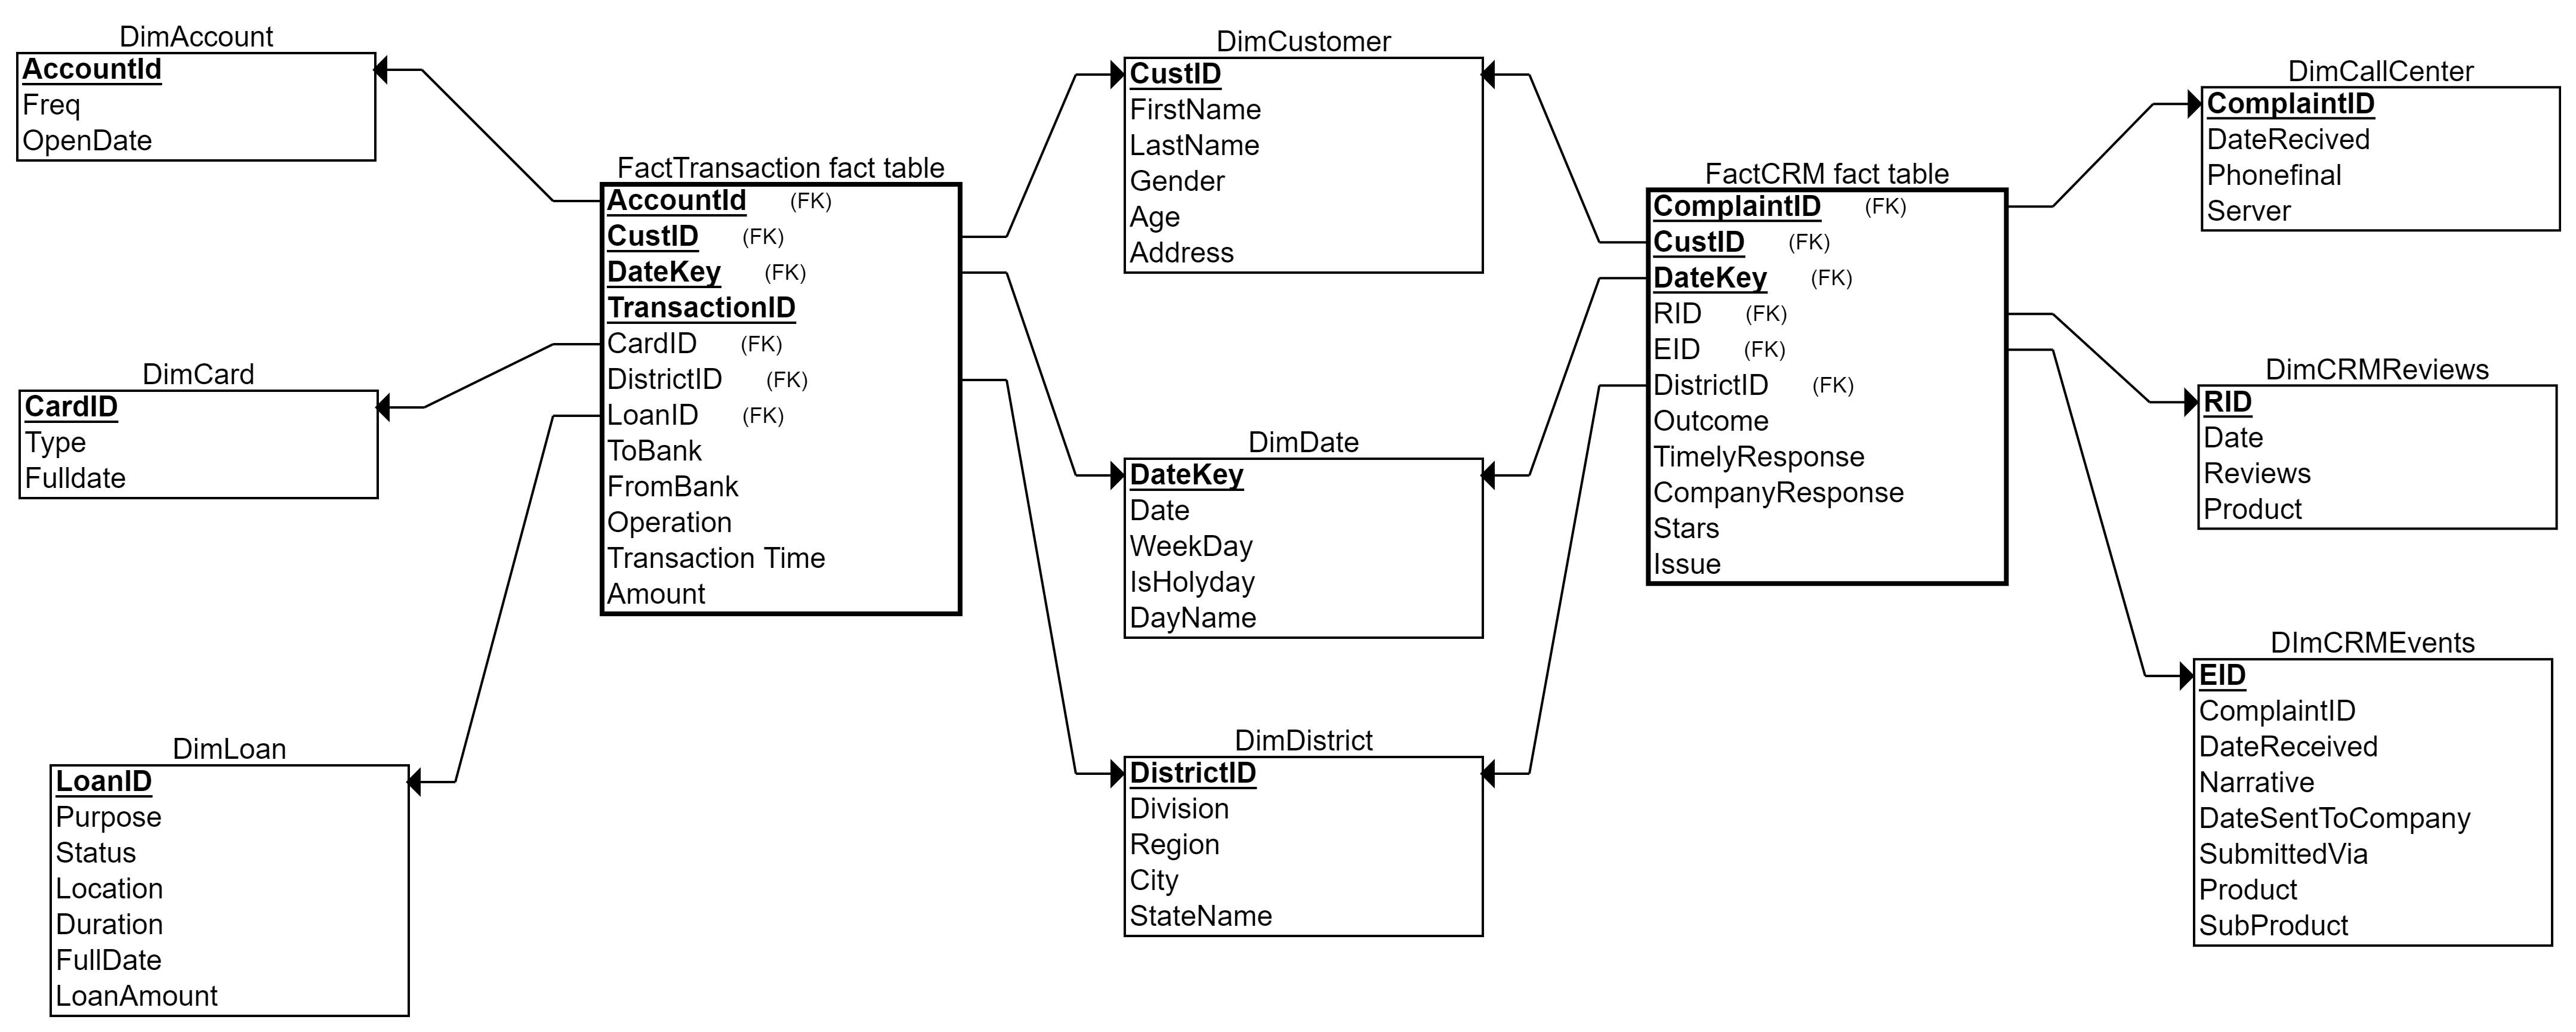 DimAccount
AccountId
Freq
OpenDate
DimCard
CardID
Type
Fulldate
DimLoan
LoanID
Purpose
Status
Location
Duration
FullDate
LoanAmount
FactTransaction fact table
AccountId (FK)
CustID (FK)
DateKey (FK)
TransactionID
CardID (FK)
DistrictID (FK)
LoanID (FK)
ToBank
FromBank
Operation
Transaction Time
Amount
DimCustomer
CustID
FirstName
LastName
Gender
Age
Address
DimDate
DateKey
Date
WeekDay
IsHolyday
DayName
DimDistrict
DistrictID
Division
Region
City
StateName
FactCRM fact table
ComplaintID (FK)
CustID (FK)
DateKey (FK)
RID (FK)
EID (FK)
DistrictID (FK)
Outcome
TimelyResponse
CompanyResponse
Stars
Issue
DimCallCenter
ComplaintID
DateRecived
Phonefinal
Server
DimCRMReviews
RID
Date
Reviews
Product
DImCRMEvents
EID
ComplaintID
DateReceived
Narrative
DateSentToCompany
SubmittedVia
Product
SubProduct